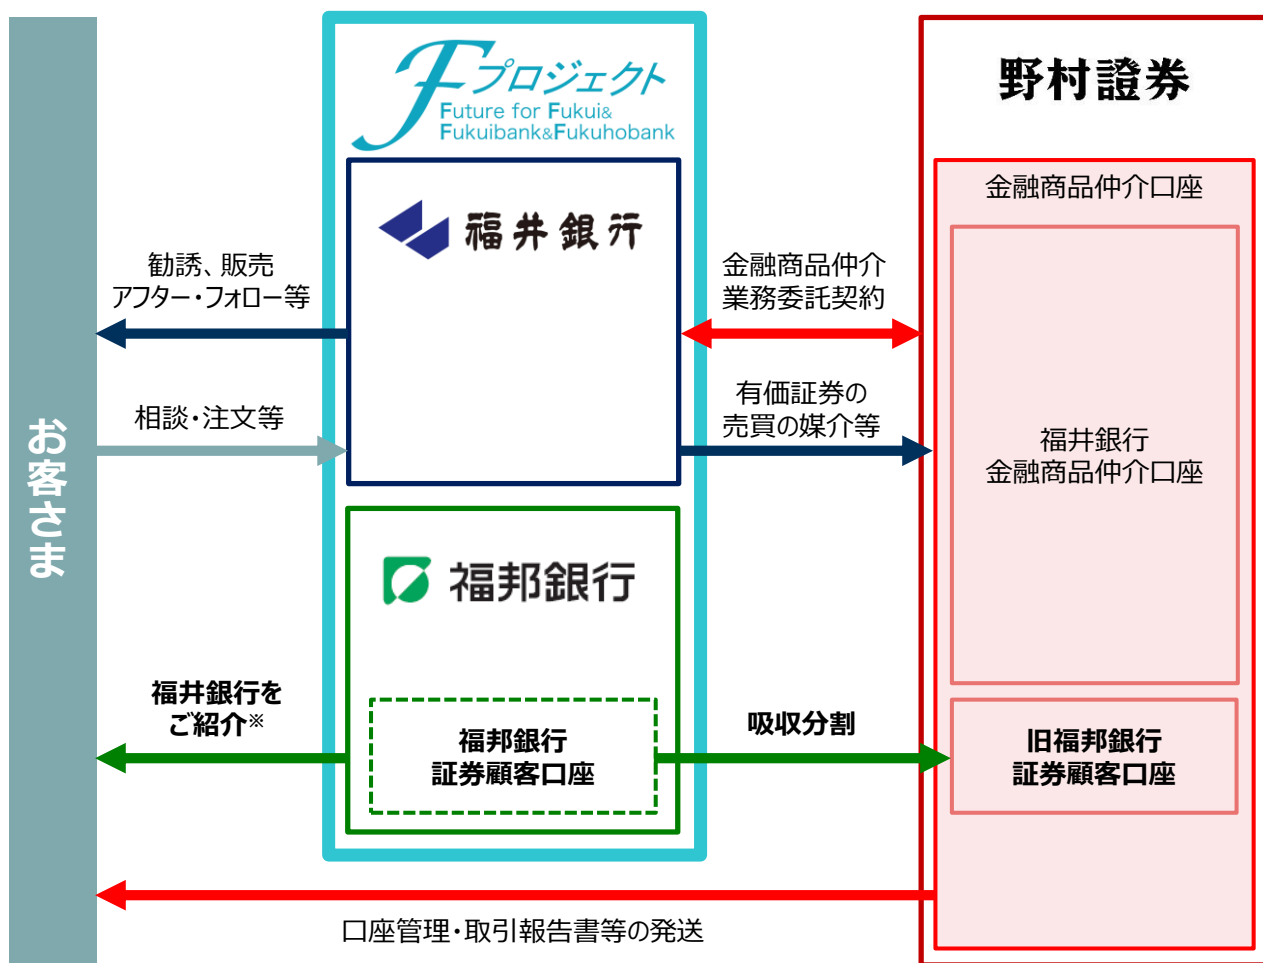 お客さま
Fプロジェクト
Future for Fukui&
Fukuibank&Fukuhobank
福井銀行
勧誘、販売
アフター・フォロー等
相談・注文等
金融商品仲介
業務委託契約
有価証券の
売買の媒介等
福邦銀行
福井銀行を
ご紹介※
福邦銀行
証券顧客口座
吸収分割
野村證券
金融商品仲介口座
福井銀行
金融商品仲介口座
旧福邦銀行
証券顧客口座
口座管理・取引報告書等の発送